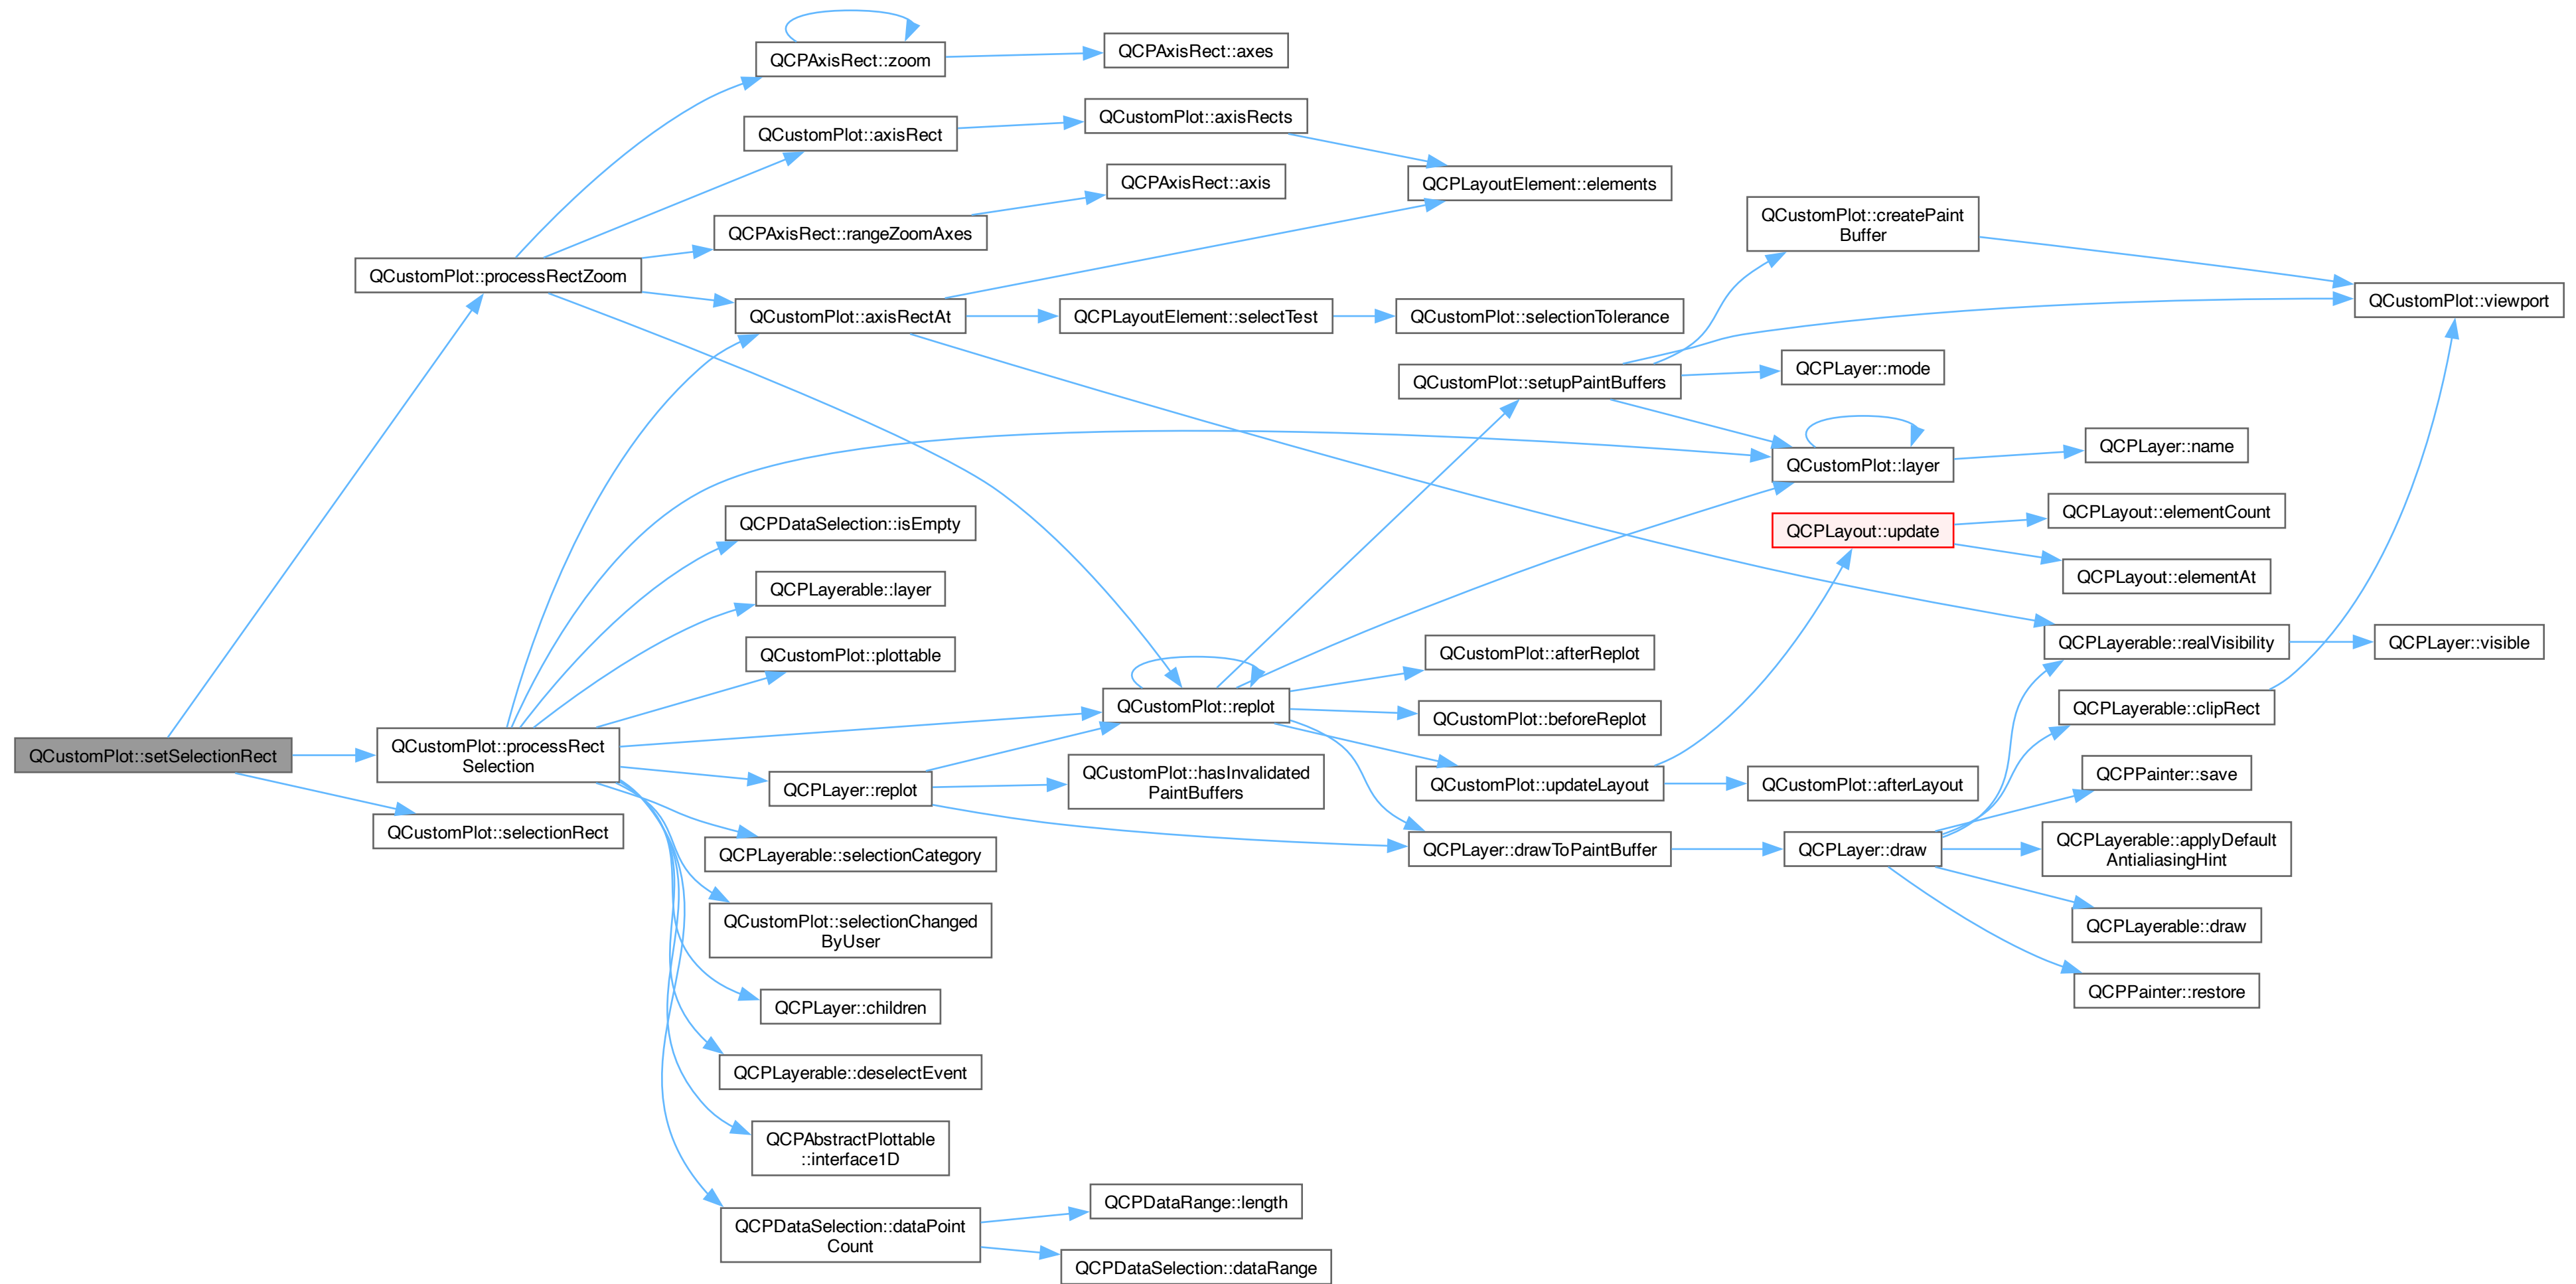 QCustomPlot::setSelectionRect
QCustomPlot::processRectZoom
QCustomPlot::processRect
Selection
QCustomPlot::selectionRect
QCPAxisRect::zoom
QCustomPlot::axisRect
QCPAxisRect::rangeZoomAxes
QCustomPlot::axisRectAt
QCPDataSelection::isEmpty
QCPLayerable::layer
QCustomPlot::plottable
QCPLayer::replot
QCPLayerable::selectionCategory
QCustomPlot::selectionChanged
ByUser
QCPLayer::children
QCPLayerable::deselectEvent
QCPAbstractPlottable
::interface1D
QCPDataSelection::dataPoint
Count
QCPAxisRect::axes
QCustomPlot::axisRects
QCPAxisRect::axis
QCPLayoutElement::selectTest
QCustomPlot::replot
QCustomPlot::hasInvalidated
PaintBuffers
QCPDataRange::length
QCPDataSelection::dataRange
QCPLayoutElement::elements
QCustomPlot::selectionTolerance
QCustomPlot::setupPaintBuffers
QCustomPlot::afterReplot
QCustomPlot::beforeReplot
QCustomPlot::updateLayout
QCPLayer::drawToPaintBuffer
QCustomPlot::createPaint
Buffer
QCPLayer::mode
QCustomPlot::layer
QCPLayout::update
QCustomPlot::afterLayout
QCPLayer::draw
QCPLayer::name
QCPLayout::elementCount
QCPLayout::elementAt
QCPLayerable::realVisibility
QCPLayerable::clipRect
QCPPainter::save
QCPLayerable::applyDefault
AntialiasingHint
QCPLayerable::draw
QCPPainter::restore
QCustomPlot::viewport
QCPLayer::visible